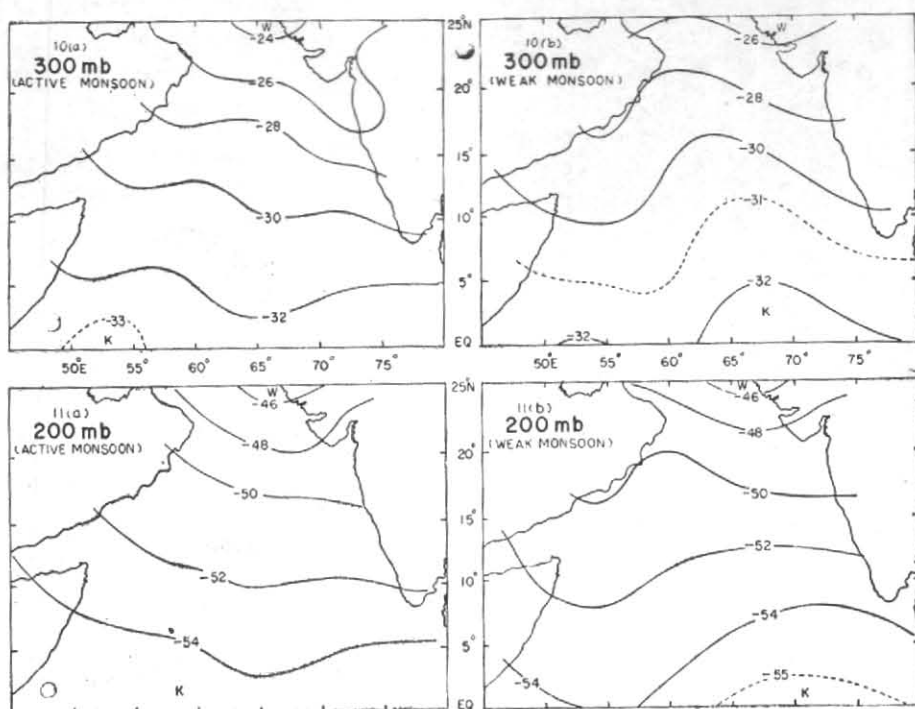 10(a)
300 mb
(ACTIVE MONSOON)
W
-24
-26
-28
-30
-32
-33
K
25N
20°
15°
10°
5°
EQ
10(b)
300 mb
(WEAK MONSOON)
W
-26
-28
-30
-31
-32
K
-32
50E 55° 60° 65° 70° 75°
50E 55° 60° 65° 70° 75°
11(a)
200 mb
(ACTIVE MONSOON)
W
-46
-48
-50
-52
-54
K
25N
20°
15°
10°
5°
EQ
11(b)
200 mb
(WEAK MONSOON)
W
-46
-48
-50
-52
-54
-54
-55
K